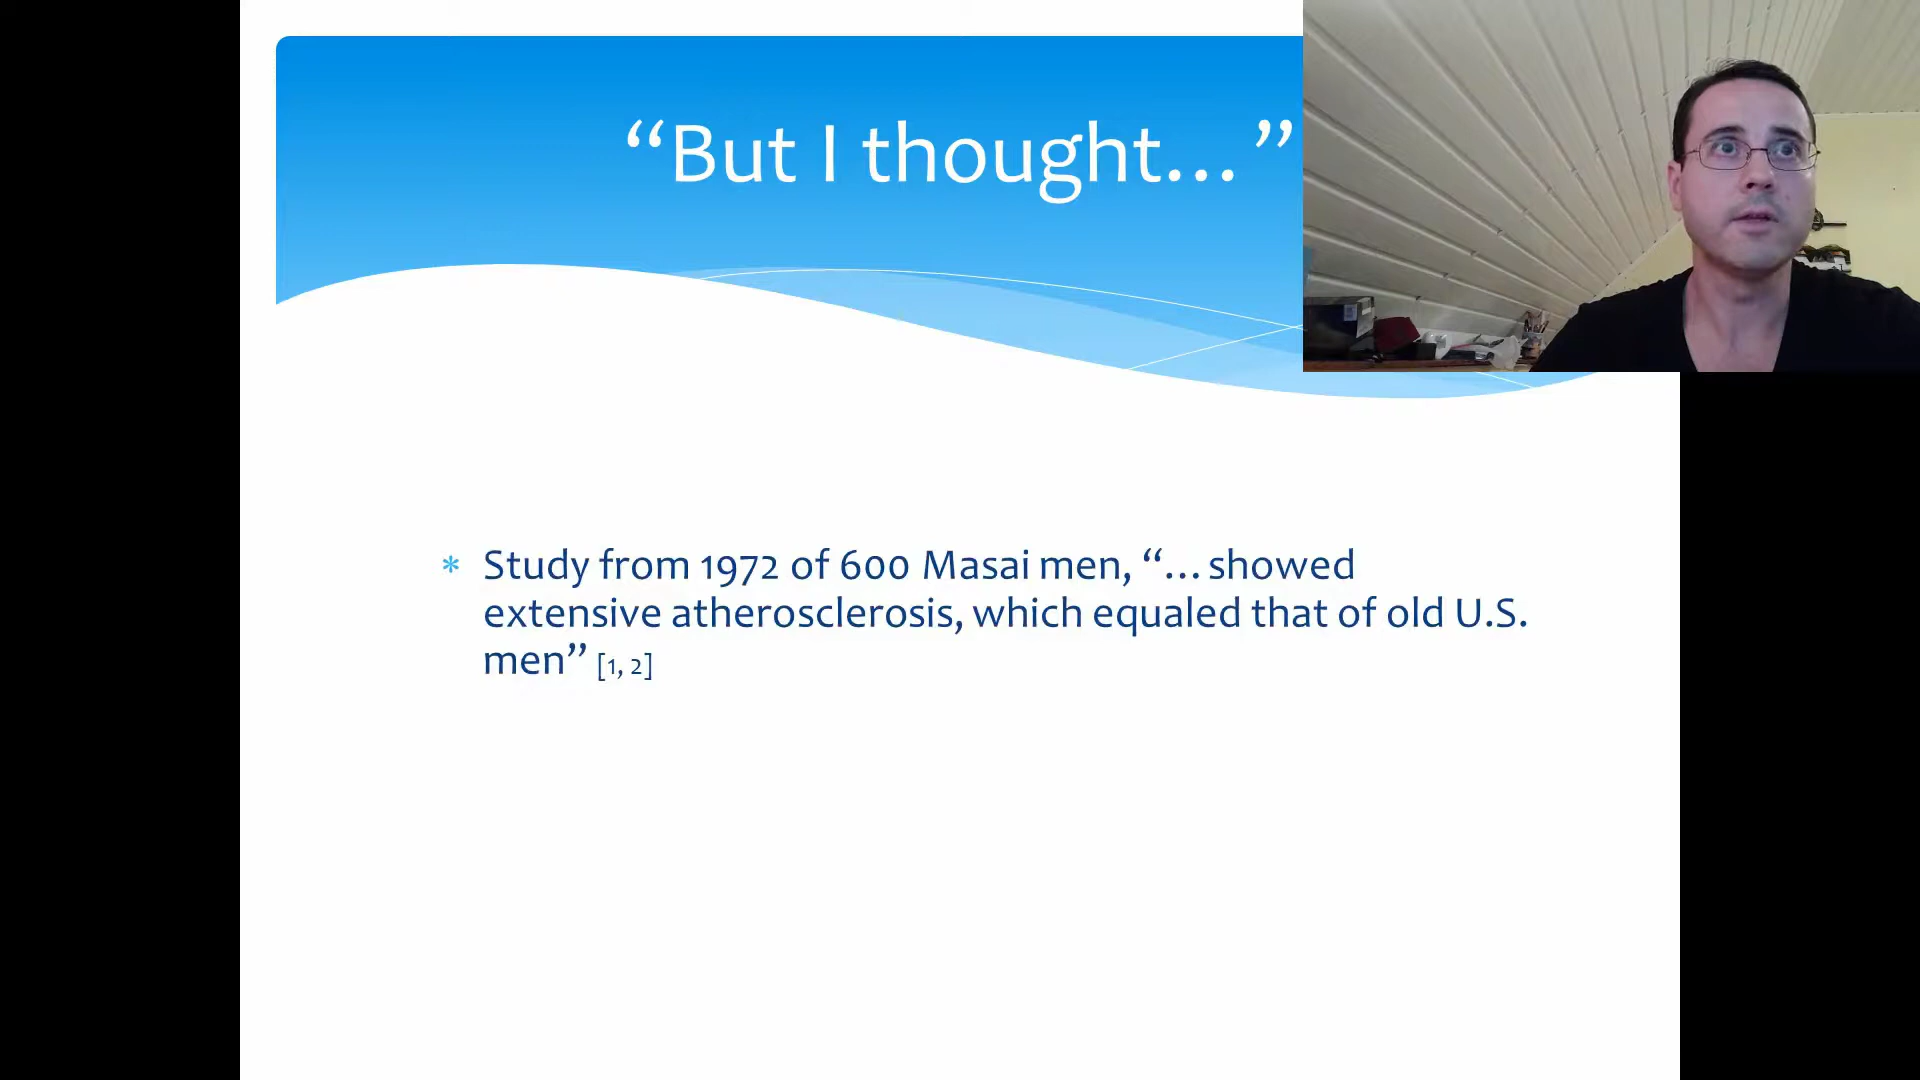 “But I thought…”
* Study from 1972 of 600 Masai men, “…showed
extensive atherosclerosis, which equaled that of old U.S.
men” [1, 2]